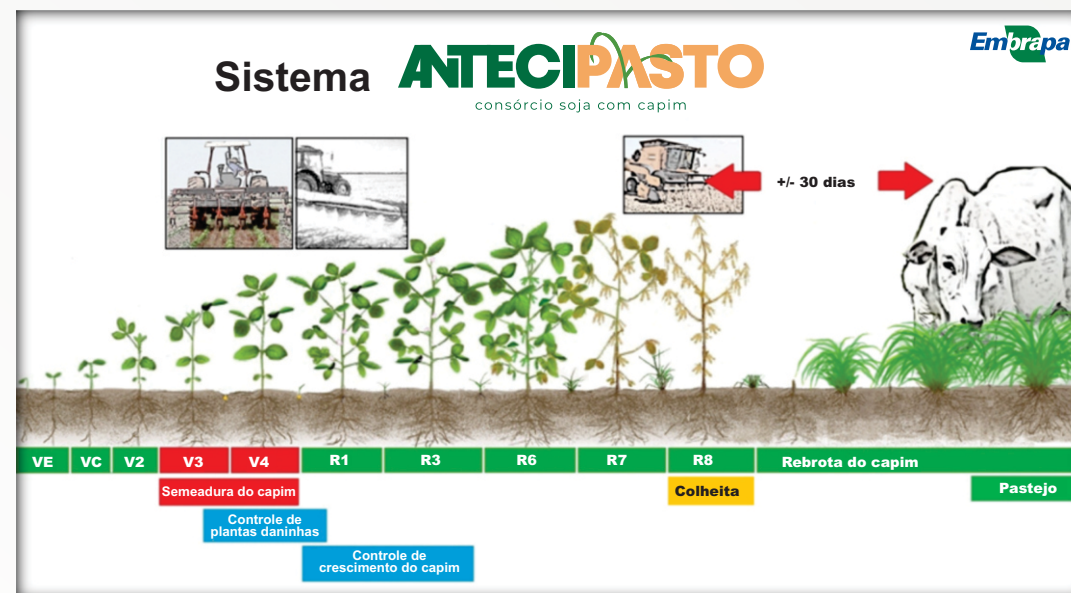 Sistema ANTECIPASTO
consórcio soja com capim
Embrapa
+/- 30 dias
VE VC V2 V3 V4 R1 R3 R6 R7 R8 Rebrota do capim
Semeadura do capim
Colheita
Pastejo
Controle de
plantas daninhas
Controle de
crescimento do capim